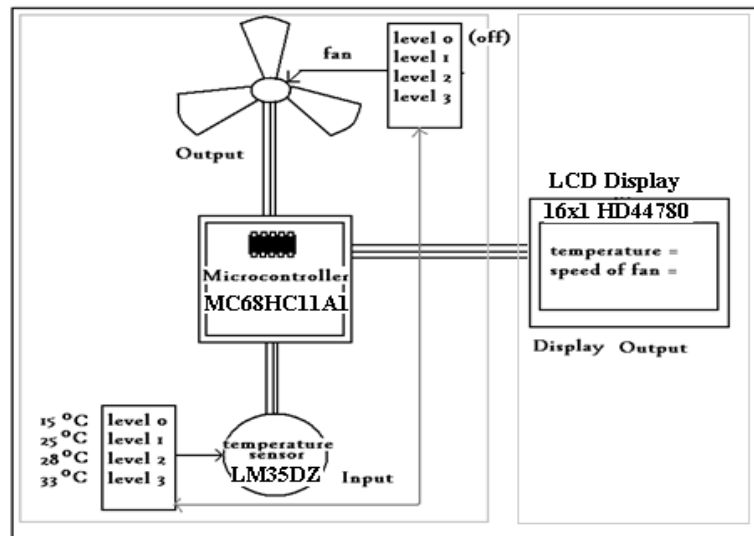 level 0 (off)
level 1
level 2
level 3
fan
Output
LCD Display
16x1 HD44780
temperature =
speed of fan =
Display Output
Microcontroller
MC68HC11A1
15 °C level 0
25 °C level 1
28 °C level 2
33 °C level 3
temperature
sensor
LM35DZ
Input